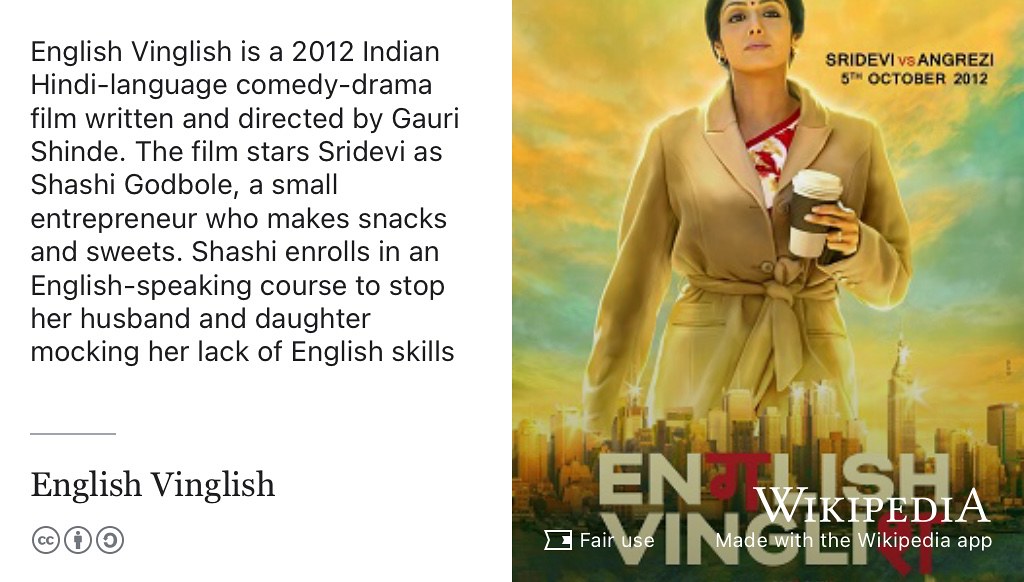 English Vinglish is a 2012 Indian
Hindi-language comedy-drama
film written and directed by Gauri
Shinde. The film stars Sridevi as
Shashi Godbole, a small
entrepreneur who makes snacks
and sweets. Shashi enrolls in an
English-speaking course to stop
her husband and daughter
mocking her lack of English skills
English Vinglish
cc
SRIDEVI VS ANGREZI
5TH OCTOBER 2012
ENगLISH
VINGLIश
WIKIPEDIA
Fair use
Made with the Wikipedia app